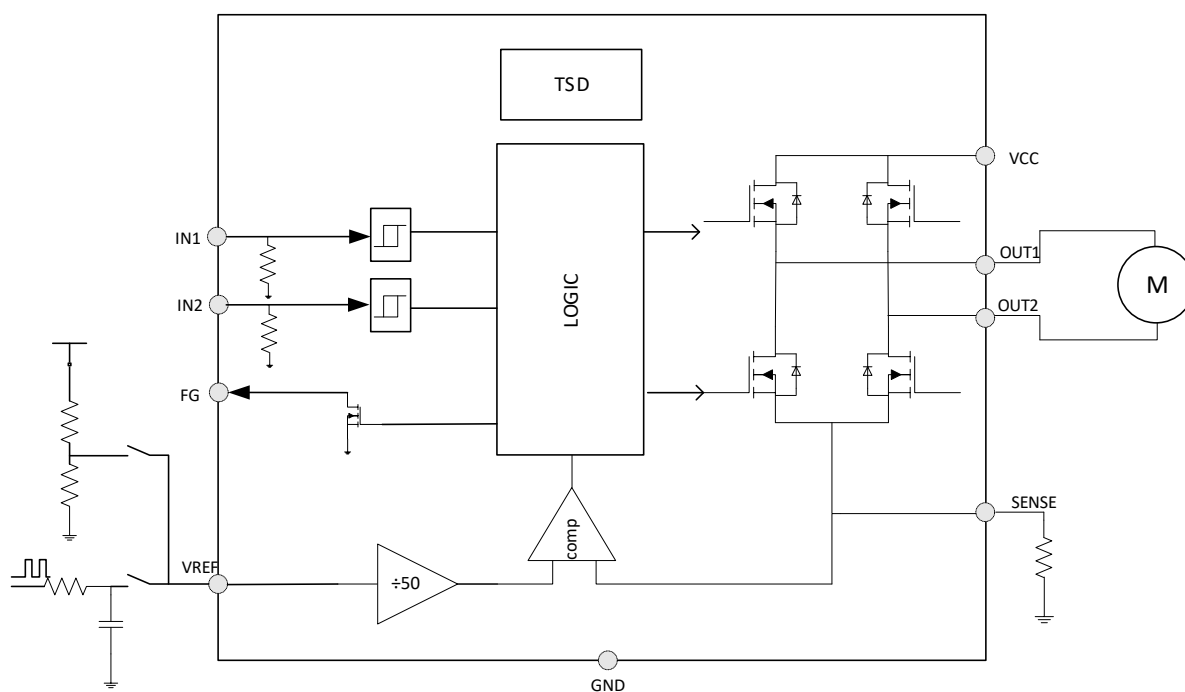 TSD
VCC
IN1
OUT1
LOGIC
M
IN2
OUT2
FG
SENSE
comp
VREF
÷50
GND